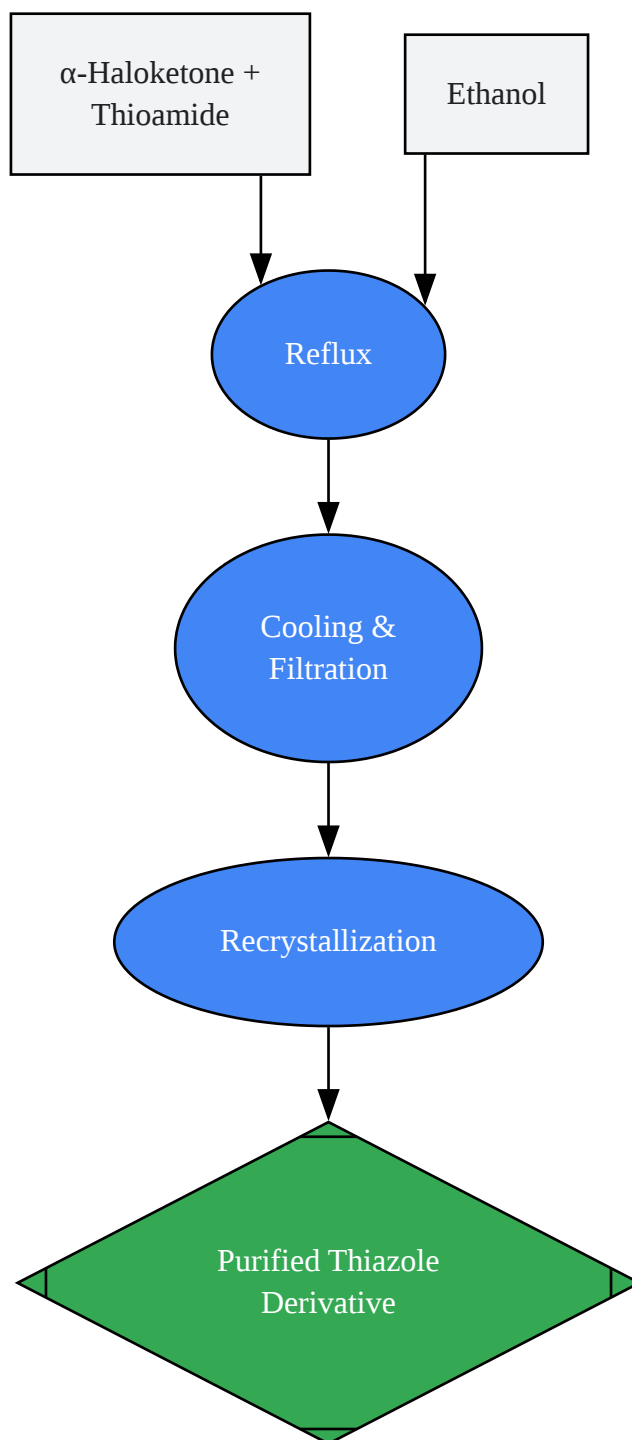 α-Haloketone +
Thioamide
Ethanol
Reflux
Cooling &
Filtration
Recrystallization
Purified Thiazole
Derivative